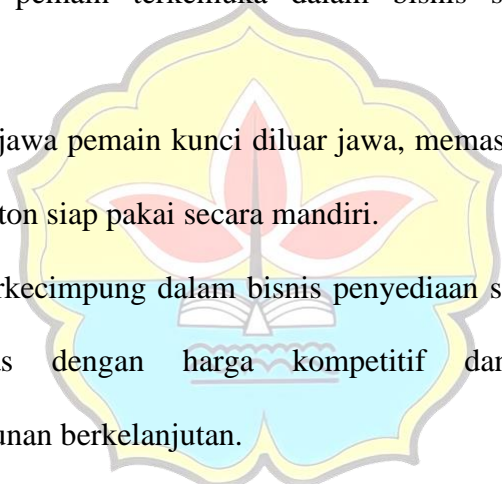 pemain terkemuka dalam bisnis s
jawa pemain kunci diluar jawa, memas
ton siap pakai secara mandiri.
rkecimpung dalam bisnis penyediaan s
s dengan harga kompetitif dan
unan berkelanjutan.